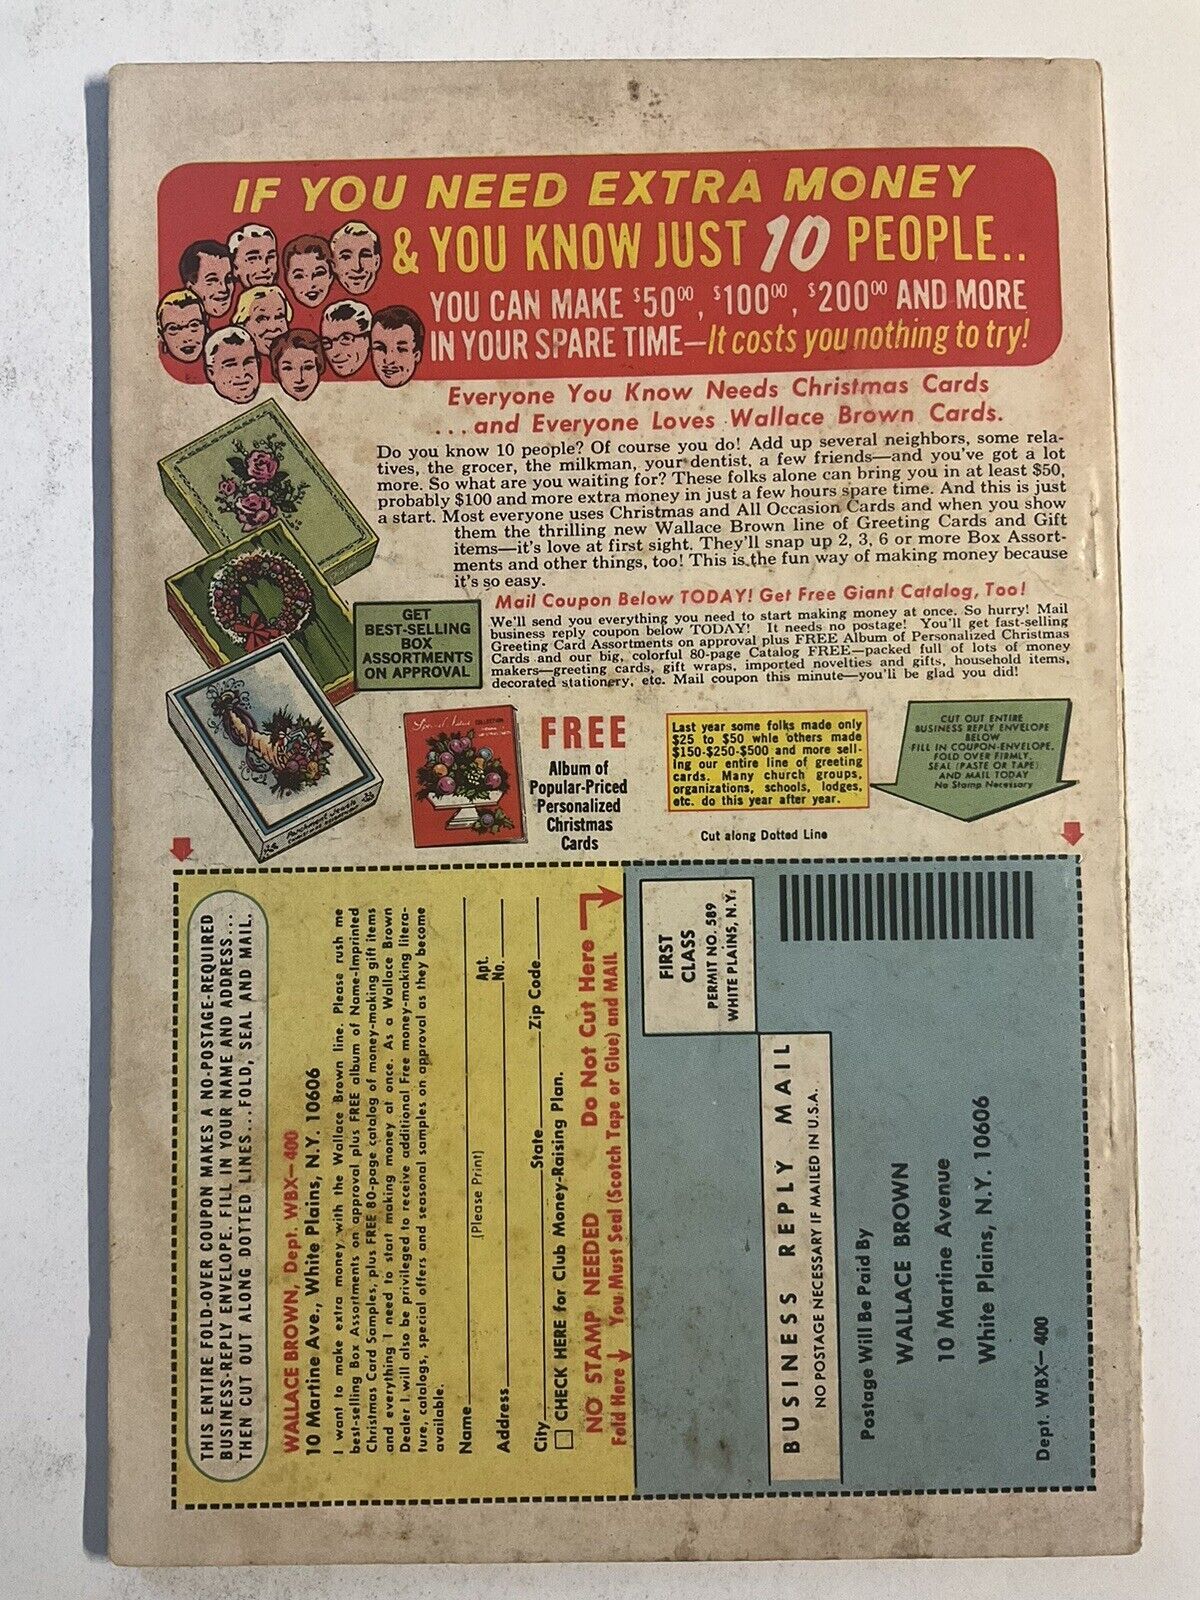 IF YOU NEED EXTRA MONEY
& YOU KNOW JUST 10 PEOPLE..
YOU CAN MAKE $50⁰⁰, $100⁰⁰, $200⁰⁰ AND MORE
IN YOUR SPARE TIME—It costs you nothing to try!
Everyone You Know Needs Christmas Cards
...and Everyone Loves Wallace Brown Cards.
Do you know 10 people? Of course you do! Add up several neighbors, some rela-
tives, the grocer, the milkman, your dentist, a few friends—and you've got a lot
more. So what are you waiting for? These folks alone can bring you in at least $50,
probably $100 and more extra money in just a few hours spare time. And this is just
a start. Most everyone uses Christmas and All Occasion Cards and when you show
them the thrilling new Wallace Brown line of Greeting Cards and Gift
items—it's love at first sight. They'll snap up 2, 3, 6 or more Box Assort-
ments and other things, too! This is the fun way of making money because
it's so easy.
Mail Coupon Below TODAY! Get Free Giant Catalog, Too!
We'll send you everything you need to start making money at once. So hurry! Mail
business reply coupon below TODAY! It needs no postage! You'll get fast-selling
Greeting Card Assortments on approval plus FREE Album of Personalized Christmas
Cards and our big, colorful 80-page Catalog FREE—packed full of lots of money
makers—greeting cards, gift wraps, imported novelties and gifts, household items,
decorated stationery, etc. Mail coupon this minute—you'll be glad you did!
GET
BEST-SELLING
BOX
ASSORTMENTS
ON APPROVAL
Parchment Jewels
FREE
Album of
Popular-Priced
Personalized
Christmas
Cards
Last year some folks made only
$25 to $50 whle others made
$150-$250-$500 and more sell-
ing our entire line of greeting
cards. Many church groups,
organizations, schools, lodges,
etc. do this year after year.
CUT OUT ENTIRE
BUSINESS REPLY ENVELOPE
BELOW
FILL IN COUPON-ENVELOPE,
FOLD OVER FIRMLY,
SEAL (PASTE OR TAPE)
AND MAIL TODAY
No Stamp Necessary
Cut along Dotted Line
THIS ENTIRE FOLD-OVER COUPON MAKES A NO-POSTAGE-REQUIRED
BUSINESS-REPLY ENVELOPE. FILL IN YOUR NAME AND ADDRESS...
THEN CUT OUT ALONG DOTTED LINES...FOLD, SEAL AND MAIL.
WALLACE BROWN, Dept. WBX—400
10 Martine Ave., White Plains, N.Y. 10606
I want to make extra money with the Wallace Brown line. Please rush me
best-selling Box Assortments on approval plus FREE album of Name-Imprinted
Christmas Card Samples, plus FREE 80-page catalog of money-making gift items
and everything I need to start making money at once. As a Wallace Brown
Dealer I will also be privileged to receive additional Free money-making litera-
ture, catalogs, special offers and seasonal samples on approval as they become
available.
Name
(Please Print)
Address
Apt.
No.
City State Zip Code
CHECK HERE for Club Money-Raising Plan.
NO STAMP NEEDED Do Not Cut Here
Fold Here You Must Seal (Scotch Tape or Glue) and MAIL
FIRST
CLASS
PERMIT NO. 589
WHITE PLAINS, N.Y.
BUSINESS REPLY MAIL
NO POSTAGE NECESSARY IF MAILED IN U.S.A.
Postage Will Be Paid By
WALLACE BROWN
10 Martine Avenue
White Plains, N.Y. 10606
Dept. WBX—400